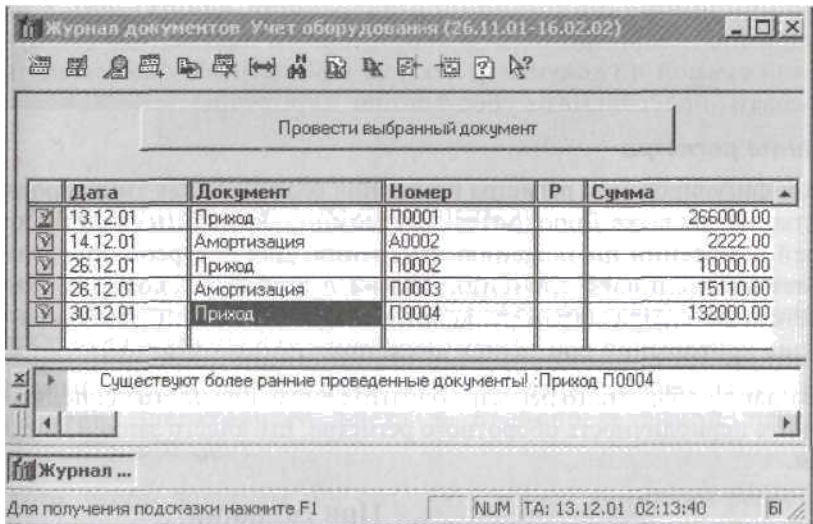 Журнал документов Учет оборудования (26.11.01-16.02.02)
Провести выбранный документ
Дата Документ Номер Р Сумма
13.12.01 Приход П0001 266000.00
14.12.01 Амортизация А0002 2222.00
26.12.01 Приход П0002 10000.00
26.12.01 Амортизация П0003 15110.00
30.12.01 Приход П0004 132000.00
Существуют более ранние проведенные документы! :Приход П0004
Журнал ...
Для получения подсказки нажмите F1 NUM ТА: 13.12.01 02:13:40 БІ